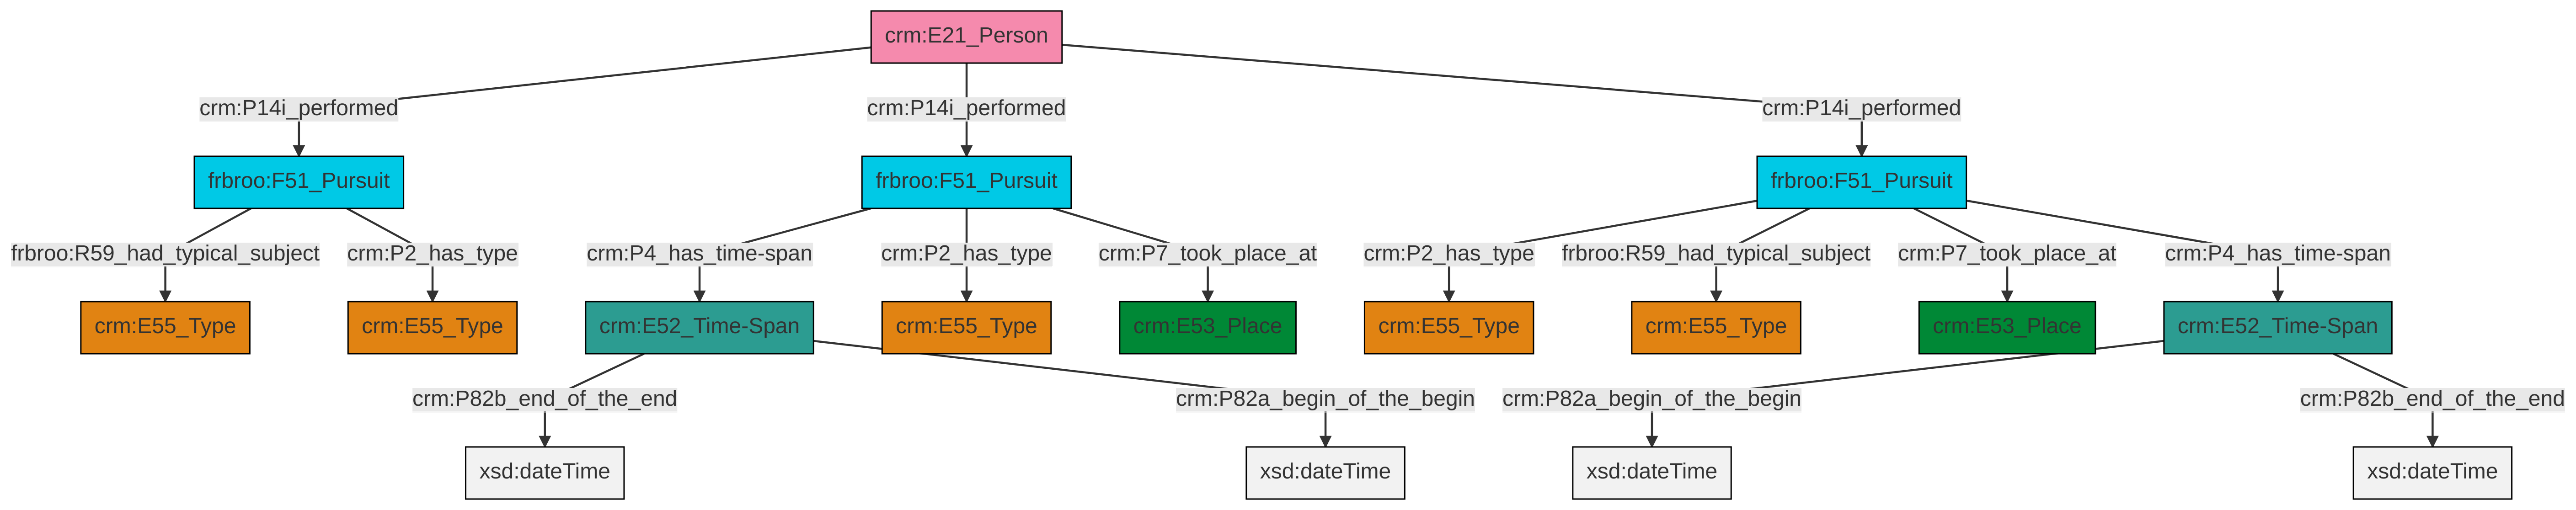 crm:E21_Person
crm:P14i_performed
crm:P14i_performed
crm:P14i_performed
frbroo:F51_Pursuit
frbroo:F51_Pursuit
frbroo:F51_Pursuit
frbroo:R59_had_typical_subject
crm:P2_has_type
crm:P4_has_time-span
crm:P2_has_type
crm:P7_took_place_at
crm:P2_has_type
frbroo:R59_had_typical_subject
crm:P7_took_place_at
crm:P4_has_time-span
crm:E55_Type
crm:E55_Type
crm:E52_Time-Span
crm:E55_Type
crm:E53_Place
crm:E55_Type
crm:E55_Type
crm:E53_Place
crm:E52_Time-Span
crm:P82b_end_of_the_end
crm:P82a_begin_of_the_begin
crm:P82a_begin_of_the_begin
crm:P82b_end_of_the_end
xsd:dateTime
xsd:dateTime
xsd:dateTime
xsd:dateTime